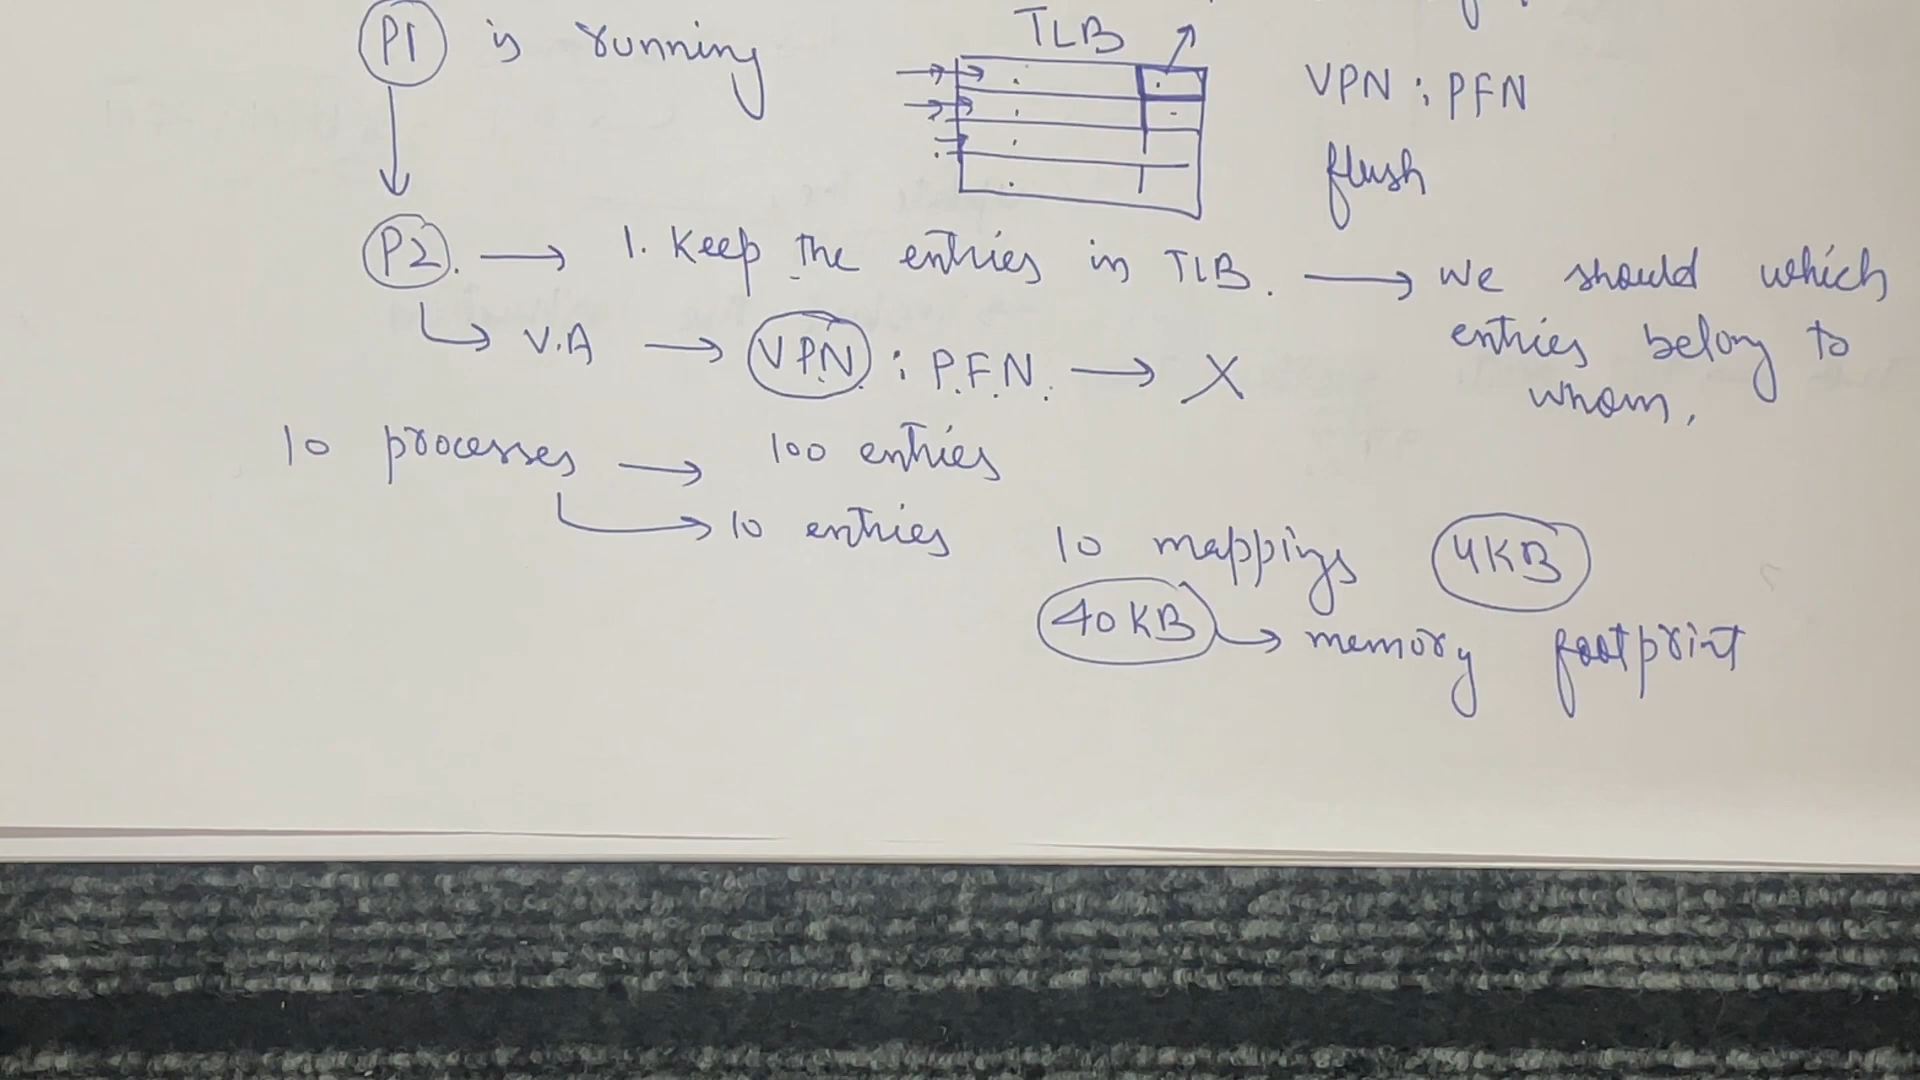 P1 is running
TLB
VPN : PFN
flush
P2. → 1. Keep the entries in TLB. → we should which
entries belong to
whom,
↳ V.A → VPN : P.F.N. → X
10 processes → 100 entries
↳ 10 entries
10 mappings 4KB
40KB → memory footprint